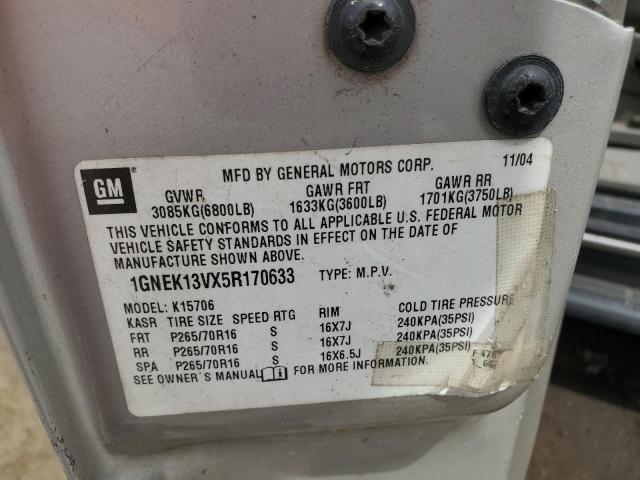 MFD BY GENERAL MOTORS CORP. 11/04
GM
GVWR GAWR FRT GAWR RR
3085KG(6800LB) 1633KG(3600LB) 1701KG(3750LB)
THIS VEHICLE CONFORMS TO ALL APPLICABLE U.S. FEDERAL MOTOR
VEHICLE SAFETY STANDARDS IN EFFECT ON THE DATE OF
MANUFACTURE SHOWN ABOVE.
1GNEK13VX5R170633 TYPE: M.P.V.
MODEL: K15706
KASR TIRE SIZE SPEED RTG RIM COLD TIRE PRESSURE
FRT P265/70R16 S 16X7J 240KPA(35PSI)
RR P265/70R16 S 16X7J 240KPA(35PSI)
SPA P265/70R16 S 16X6.5J 240KPA(35PSI)
SEE OWNER'S MANUAL FOR MORE INFORMATION.